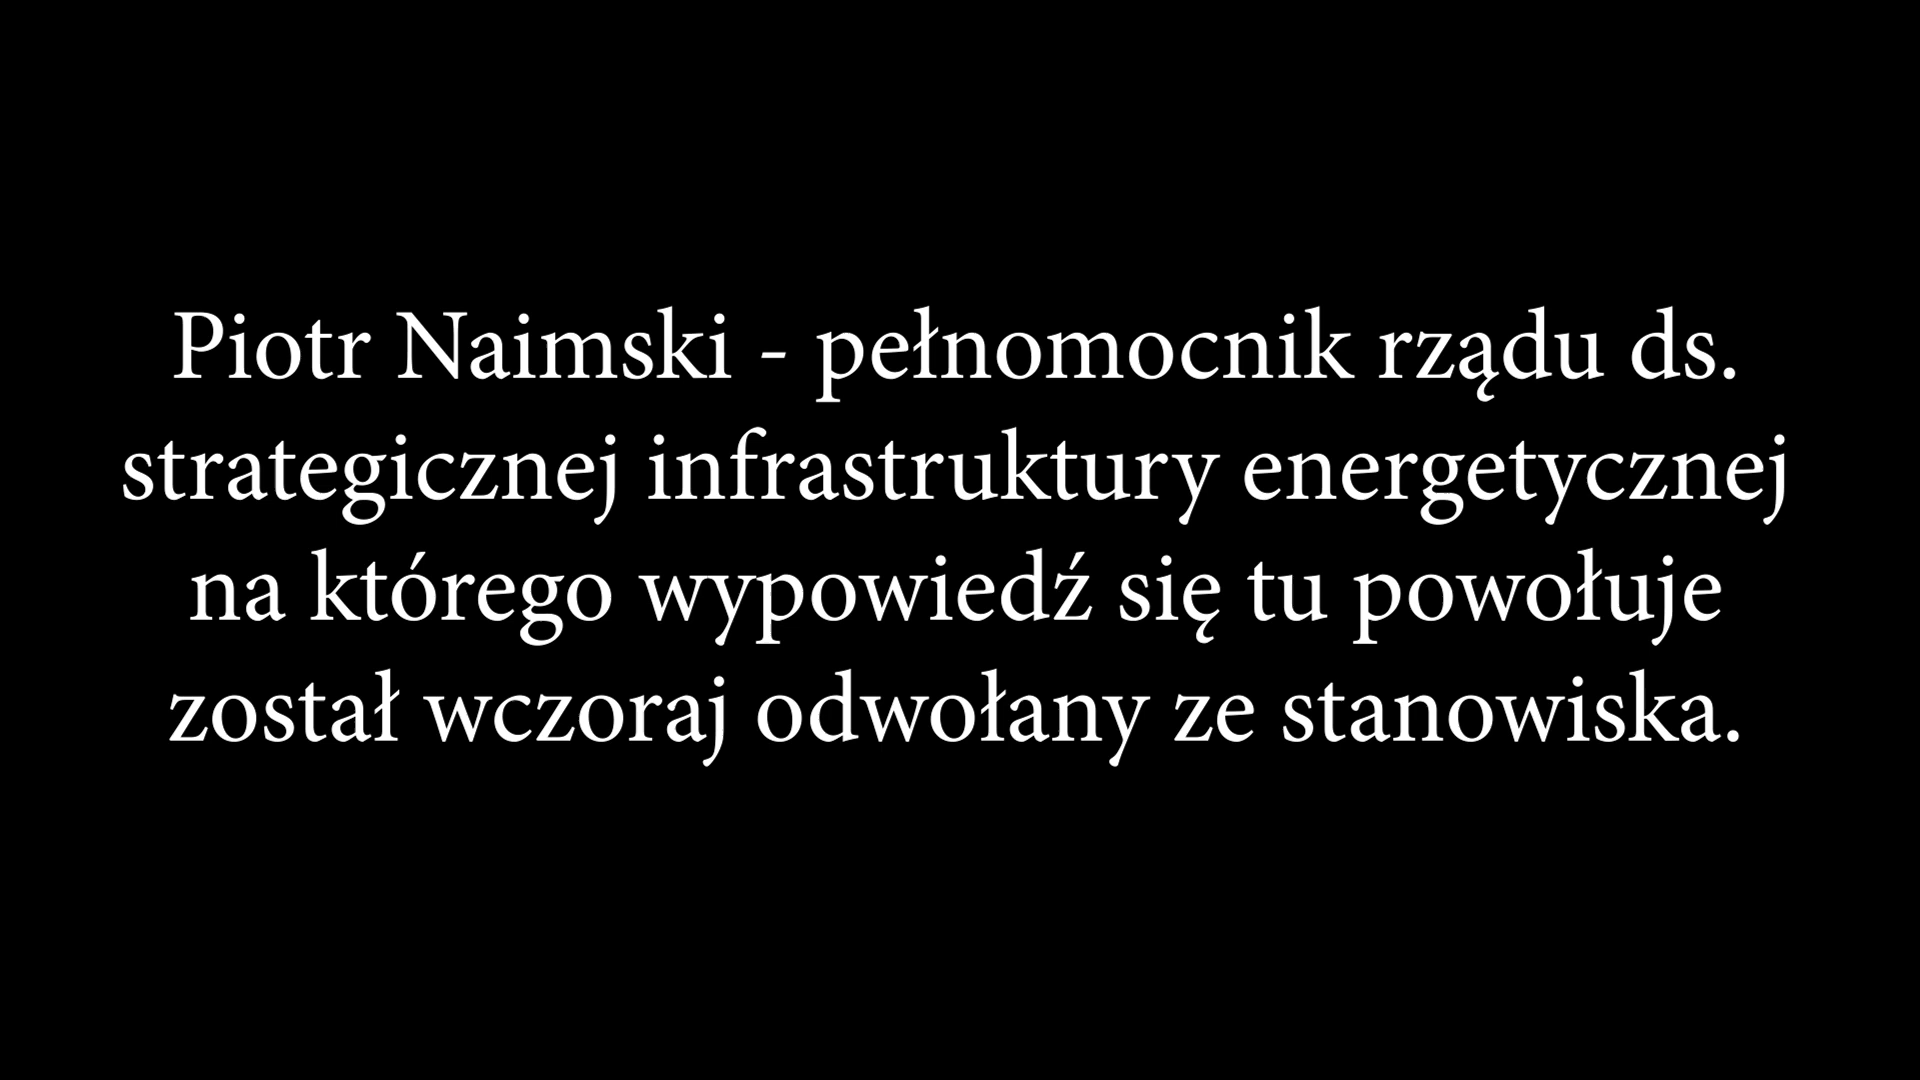 Piotr Naimski - pełnomocnik rządu ds.
strategicznej infrastruktury energetycznej
na którego wypowiedź się tu powołuje
został wczoraj odwołany ze stanowiska.